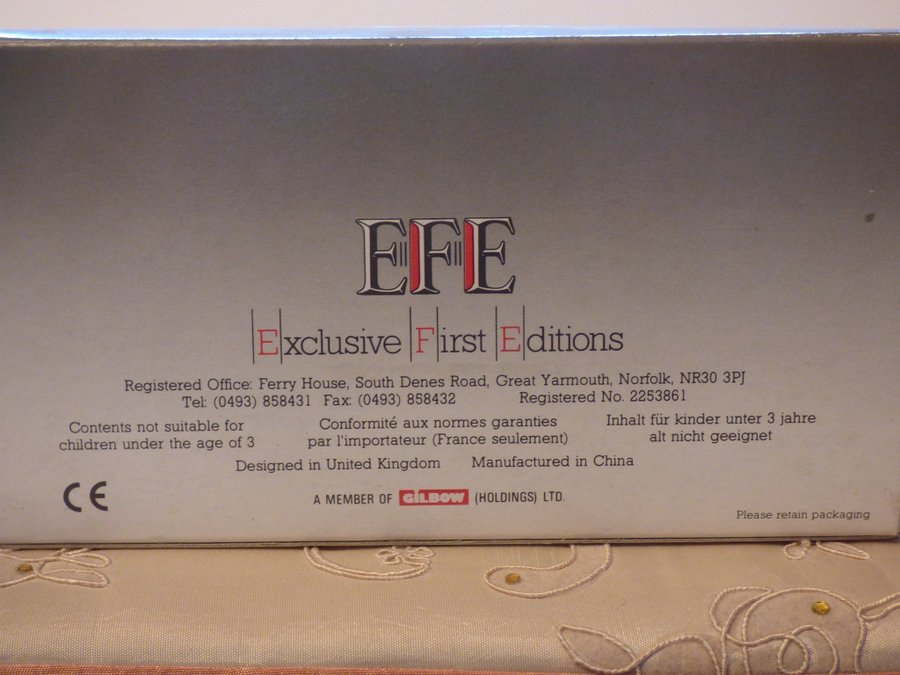 EFE
Exclusive First Editions
Registered Office: Ferry House, South Denes Road, Great Yarmouth, Norfolk, NR30 3PJ
Tel: (0493) 858431 Fax: (0493) 858432 Registered No. 2253861
Contents not suitable for
children under the age of 3
Conformité aux normes garanties
par l'importateur (France seulement)
Inhalt für kinder unter 3 jahre
alt nicht geeignet
Designed in United Kingdom Manufactured in China
CE
A MEMBER OF GILBOW (HOLDINGS) LTD.
Please retain packaging